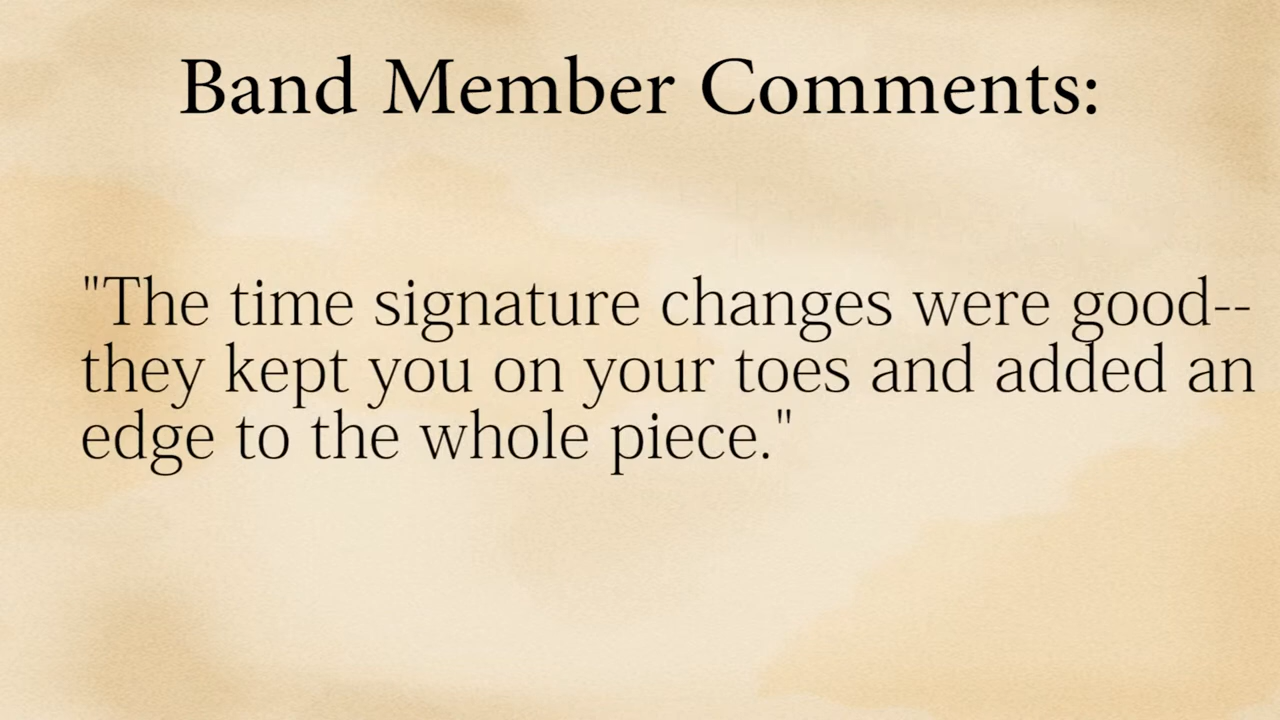 Band Member Comments:
"The time signature changes were good--
they kept you on your toes and added an
edge to the whole piece."